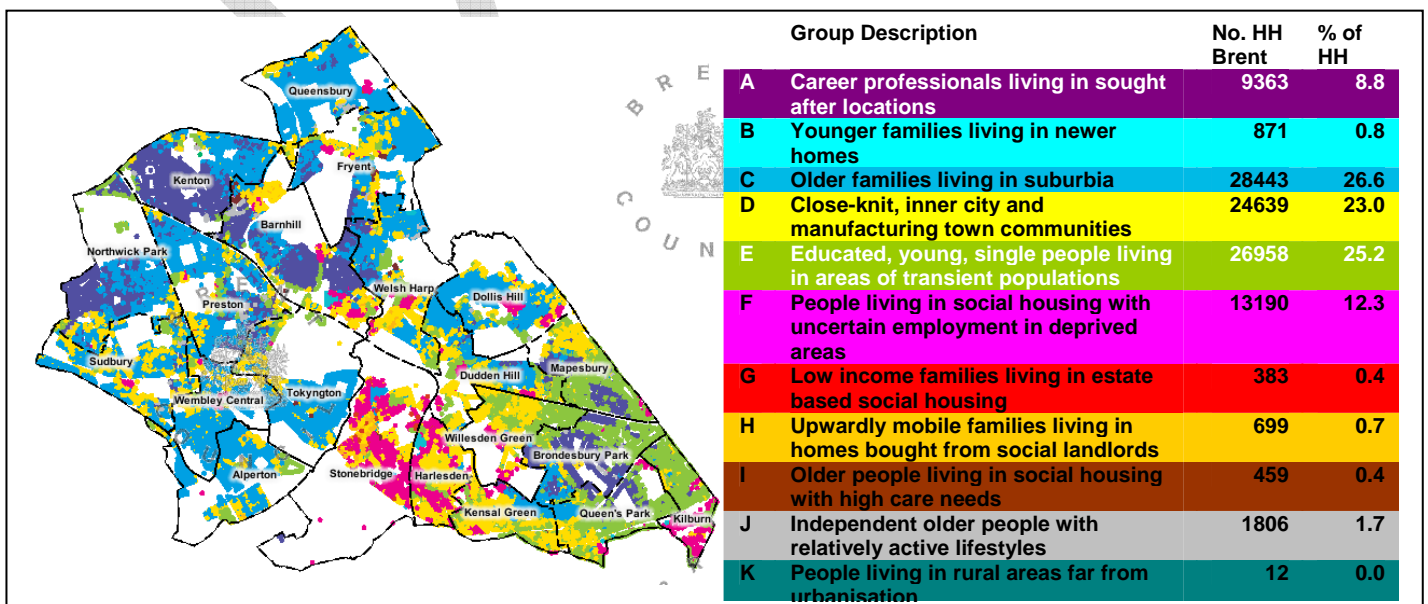 Group Description No. HH Brent % of HH
A Career professionals living in sought 9363 8.8
after locations
B Younger families living in newer 871 0.8
homes
C Older families living in suburbia 28443 26.6
D Close-knit, inner city and 24639 23.0
manufacturing town communities
E Educated, young, single people living 26958 25.2
in areas of transient populations
F People living in social housing with 13190 12.3
uncertain employment in deprived
areas
G Low income families living in estate 383 0.4
based social housing
H Upwardly mobile families living in 699 0.7
homes bought from social landlords
I Older people living in social housing 459 0.4
with high care needs
J Independent older people with 1806 1.7
relatively active lifestyles
K People living in rural areas far from 12 0.0
urbanisation
Queensbury
Fryent
Kenton
Barnhill
Northwick Park
Preston
Welsh Harp
Dollis Hill
Sudbury
Wembley Central
Tokyngton
Dudden Hill
Mapesbury
Alperton
Stonebridge
Harlesden
Willesden Green
Brondesbury Park
Kensal Green
Queen's Park
Kilburn
B R E
C O U N